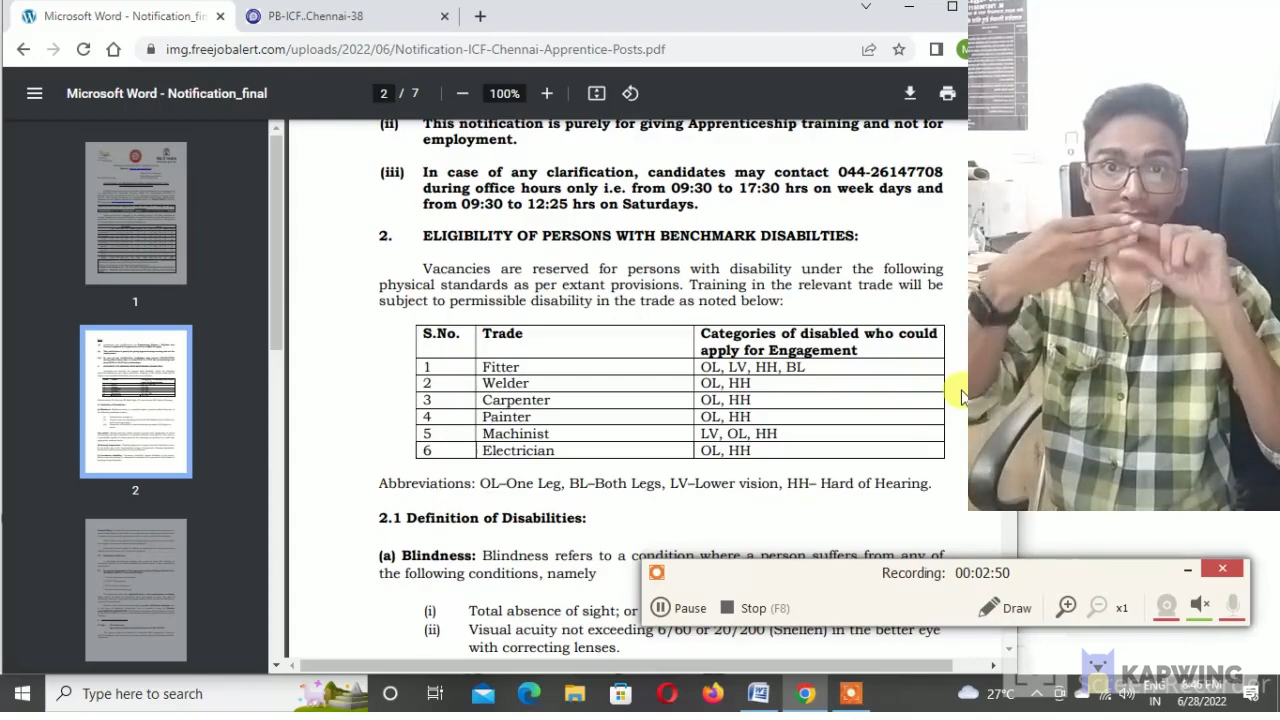 Microsoft Word - Notification_fin
PB-ICF..Chennai-38
img.freejobalert.com/uploads/2022/06/Notification-ICF-Chennai-Apprentice-Posts.pdf
Microsoft Word - Notification_final
2 / 7
100%
(ii) This notification is purely for giving Apprenticeship training and not for
employment.
(iii) In case of any clarification, candidates may contact 044-26147708
during office hours only i.e. from 09:30 to 17:30 hrs on week days and
from 09:30 to 12:25 hrs on Saturdays.
2. ELIGIBILITY OF PERSONS WITH BENCHMARK DISABILTIES:
Vacancies are reserved for persons with disability under the following
physical standards as per extant provisions. Training in the relevant trade will be
subject to permissible disability in the trade as noted below:
S.No. Trade Categories of disabled who could
apply for Engagement
1 Fitter OL, LV, HH, BL
2 Welder OL, HH
3 Carpenter OL, HH
4 Painter OL, HH
5 Machinist LV, OL, HH
6 Electrician OL, HH
Abbreviations: OL–One Leg, BL–Both Legs, LV–Lower vision, HH– Hard of Hearing.
2.1 Definition of Disabilities:
(a) Blindness: Blindness refers to a condition where a person suffers from any of
the following conditions, namely
(i) Total absence of sight; or
(ii) Visual acuity not exceeding 6/60 or 20/200 (Snellen) in the better eye
with correcting lenses.
1
2
Recording: 00:02:50
Pause
Stop (F8)
Draw
x1
KAPWING
Type here to search
27°C
ENG
IN
6:46 PM
6/28/2022